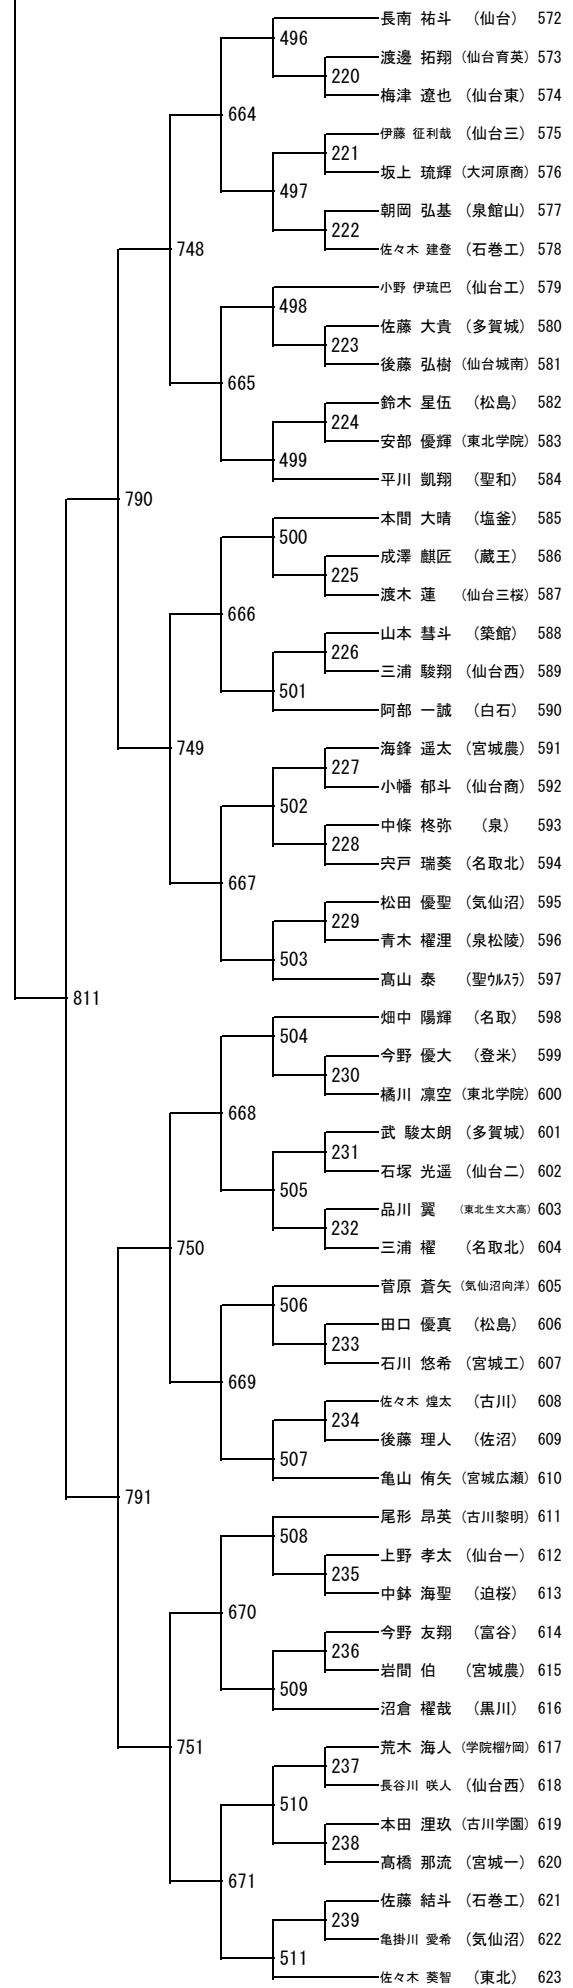 長南 祐斗 （仙台） 572
496
渡邊 拓翔 （仙台育英） 573
220
梅津 遼也 （仙台東） 574
664
伊藤 征利哉 （仙台三） 575
221
坂上 琉輝 （大河原商） 576
497
朝岡 弘基 （泉館山） 577
222
佐々木 建登 （石巻工） 578
748
小野 伊琉巴 （仙台工） 579
498
佐藤 大貴 （多賀城） 580
223
後藤 弘樹 （仙台城南） 581
665
鈴木 星伍 （松島） 582
224
安部 優輝 （東北学院） 583
499
平川 凱翔 （聖和） 584
790
本間 大晴 （塩釜） 585
500
成澤 麒匠 （蔵王） 586
225
渡木 蓮 （仙台三桜） 587
666
山本 彗斗 （築館） 588
226
三浦 駿翔 （仙台西） 589
501
阿部 一誠 （白石） 590
749
海鋒 遥太 （宮城農） 591
227
小幡 郁斗 （仙台商） 592
502
中條 柊弥 （泉） 593
228
宍戸 瑞葵 （名取北） 594
667
松田 優聖 （気仙沼） 595
229
青木 櫂浬 （泉松陵） 596
503
髙山 泰 （聖ｳﾙｽﾗ） 597
811
畑中 陽輝 （名取） 598
504
今野 優大 （登米） 599
230
橘川 凛空 （東北学院） 600
668
武 駿太朗 （多賀城） 601
231
石塚 光遥 （仙台二） 602
505
品川 翼 （東北生文大高） 603
232
三浦 櫂 （名取北） 604
750
菅原 蒼矢 （気仙沼向洋） 605
506
田口 優真 （松島） 606
233
石川 悠希 （宮城工） 607
669
佐々木 煌太 （古川） 608
234
後藤 理人 （佐沼） 609
507
亀山 侑矢 （宮城広瀬） 610
791
尾形 昂英 （古川黎明） 611
508
上野 孝太 （仙台一） 612
235
中鉢 海聖 （迫桜） 613
670
今野 友翔 （富谷） 614
236
岩間 伯 （宮城農） 615
509
沼倉 櫂哉 （黒川） 616
751
荒木 海人 （学院榴ｹ岡） 617
237
長谷川 咲人 （仙台西） 618
510
本田 浬玖 （古川学園） 619
238
髙橋 那流 （宮城一） 620
671
佐藤 結斗 （石巻工） 621
239
亀掛川 愛希 （気仙沼） 622
511
佐々木 葵智 （東北） 623